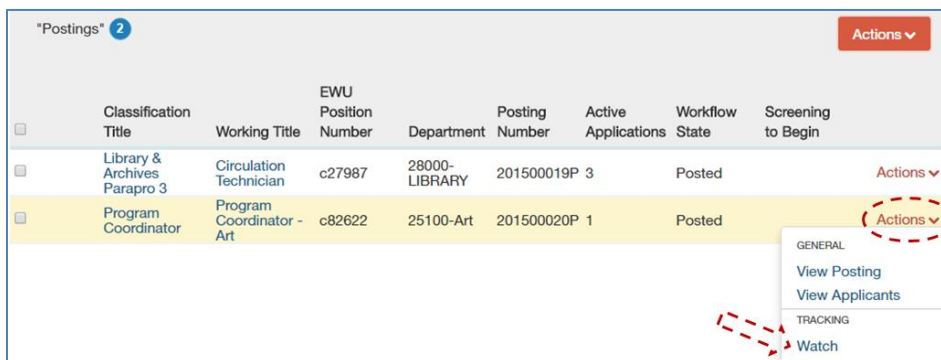 "Postings" 2
Actions
Classification Title Working Title EWU Position Number Department Posting Number Active Applications Workflow State Screening to Begin
Library & Archives Parapro 3 Circulation Technician c27987 28000-LIBRARY 201500019P 3 Posted Actions
Program Coordinator Program Coordinator - Art c82622 25100-Art 201500020P 1 Posted Actions
GENERAL
View Posting
View Applicants
TRACKING
Watch